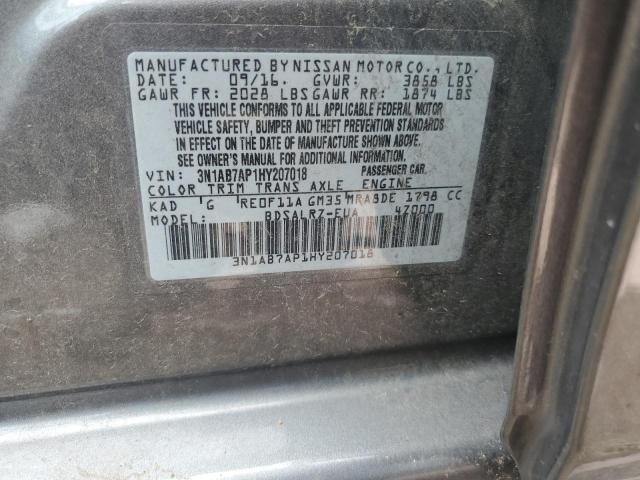 MANUFACTURED BY NISSAN MOTOR CO., LTD.
DATE: 09/16. GVWR: 3858 LBS
GAWR FR: 2028 LBS GAWR RR: 1874 LBS
THIS VEHICLE CONFORMS TO ALL APPLICABLE FEDERAL MOTOR
VEHICLE SAFETY, BUMPER AND THEFT PREVENTION STANDARDS
IN EFFECT ON THE DATE OF MANUFACTURE SHOWN ABOVE.
SEE OWNER'S MANUAL FOR ADDITIONAL INFORMATION.
VIN: 3N1AB7AP1HY207018 PASSENGER CAR.
COLOR TRIM TRANS AXLE ENGINE
KAD G RE0F11A GM35 MRA8DE 1798 CC
MODEL: BDSALR7-EUA 4Z000
3N1AB7AP1HY207018